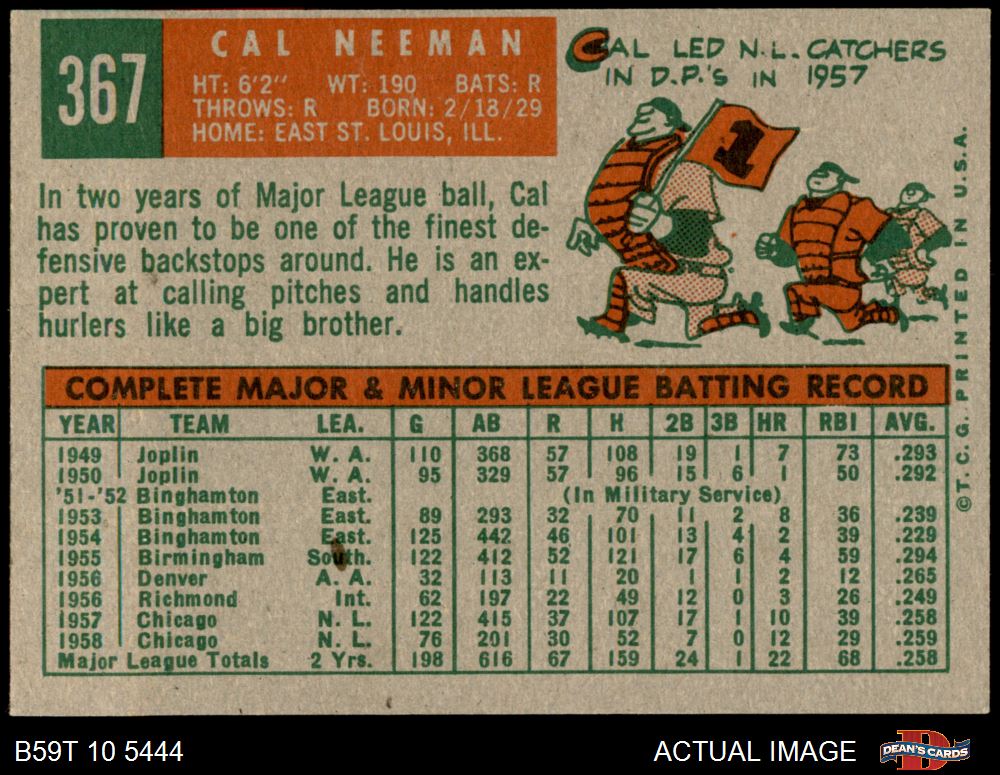 367
CAL NEEMAN
HT: 6'2" WT: 190 BATS: R
THROWS: R BORN: 2/18/29
HOME: EAST ST. LOUIS, ILL.
CAL LED N.L. CATCHERS
IN D.P.'S IN 1957
1
In two years of Major League ball, Cal
has proven to be one of the finest de-
fensive backstops around. He is an ex-
pert at calling pitches and handles
hurlers like a big brother.
COMPLETE MAJOR & MINOR LEAGUE BATTING RECORD
YEAR TEAM LEA. G AB R H 2B 3B HR RBI AVG.
1949 Joplin W. A. 110 368 57 108 19 1 7 73 .293
1950 Joplin W. A. 95 329 57 96 15 6 1 50 .292
'51-'52 Binghamton East. (In Military Service)
1953 Binghamton East. 89 293 32 70 11 2 8 36 .239
1954 Binghamton East. 125 442 46 101 13 4 2 39 .229
1955 Birmingham South. 122 412 52 121 17 6 4 59 .294
1956 Denver A. A. 32 113 11 20 1 1 2 12 .265
1956 Richmond Int. 62 197 22 49 12 0 3 26 .249
1957 Chicago N. L. 122 415 37 107 17 1 10 39 .258
1958 Chicago N. L. 76 201 30 52 7 0 12 29 .259
Major League Totals 2 Yrs. 198 616 67 159 24 1 22 68 .258
©T. C. G. PRINTED IN U.S.A.
B59T 10 5444
ACTUAL IMAGE
D
DEAN'S CARDS